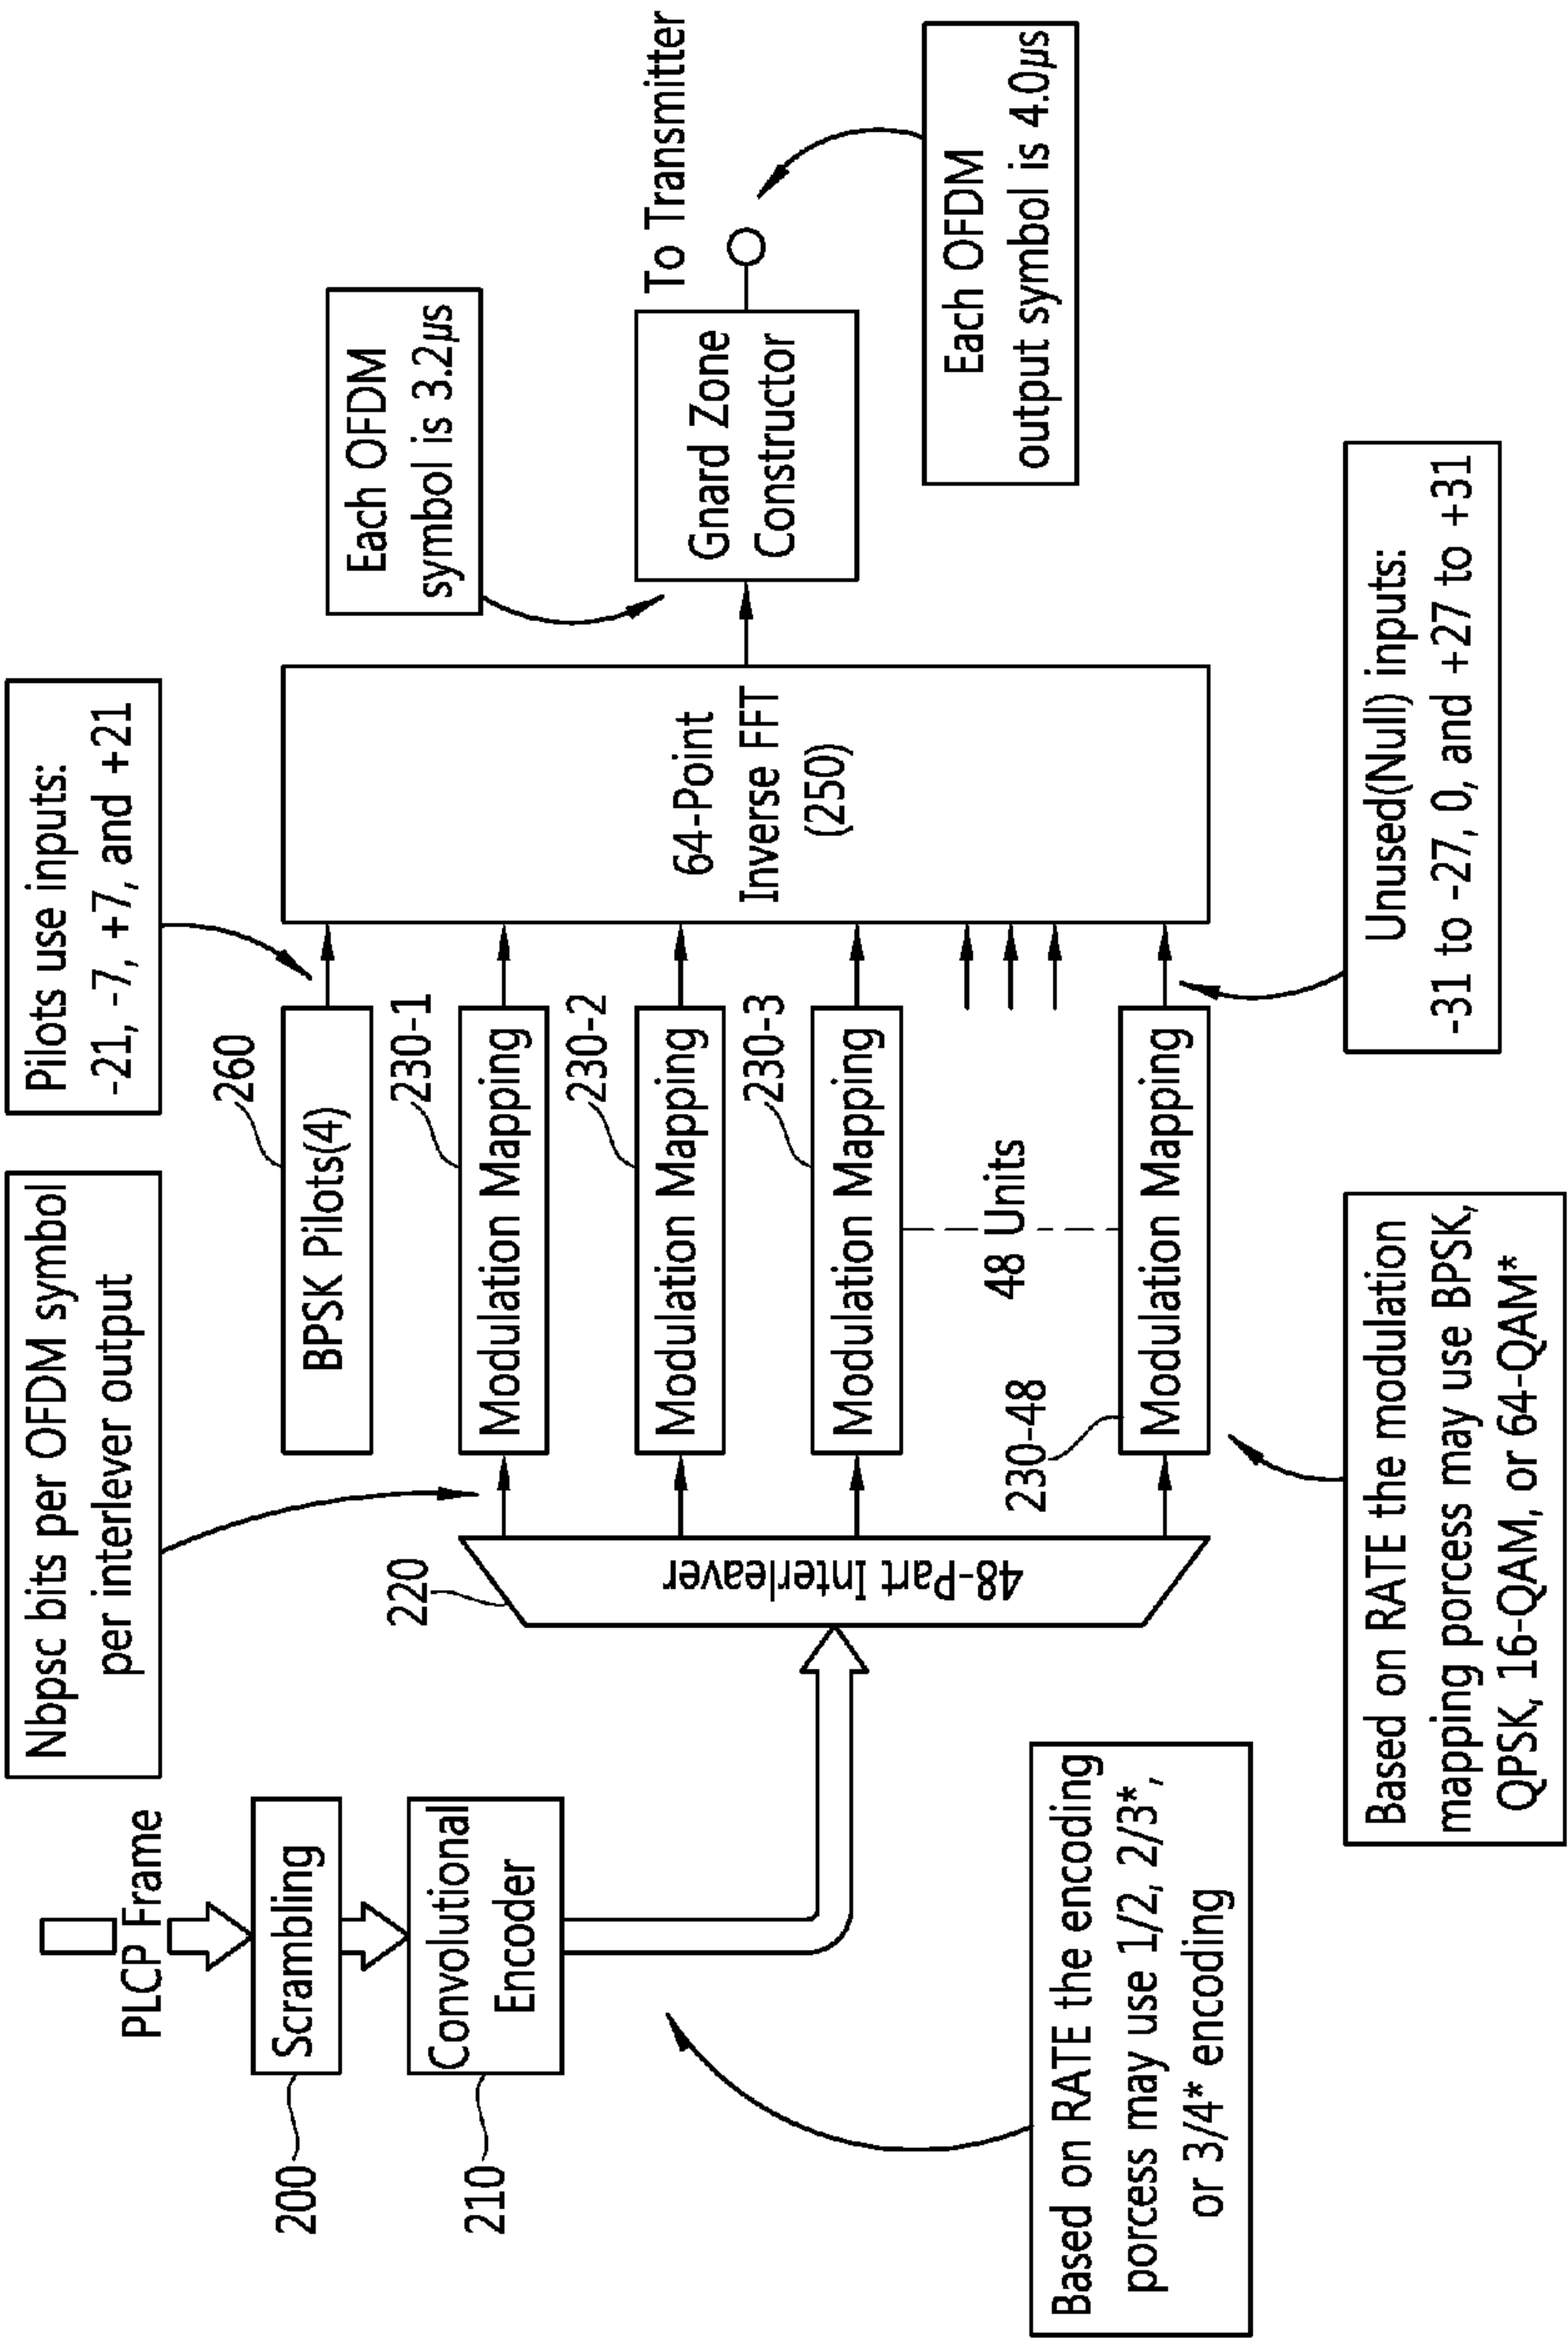 PLCP Frame
Scrambling
200
Convolutional
Encoder
210
Based on RATE the encoding
porcess may use 1/2, 2/3*,
or 3/4* encoding
Nbpsc bits per OFDM symbol
per interlever output
220
48-Part Interleaver
Pilots use inputs:
-21, -7, +7, and +21
260
BPSK Pilots(4)
230-1
Modulation Mapping
230-2
Modulation Mapping
230-3
Modulation Mapping
48 Units
230-48
Modulation Mapping
Based on RATE the modulation
mapping porcess may use BPSK,
QPSK, 16-QAM, or 64-QAM*
64-Point
Inverse FFT
(250)
Unused(Null) inputs:
-31 to -27, 0, and +27 to +31
Each OFDM
symbol is 3.2µs
Gnard Zone
Constructor
To Transmitter
Each OFDM
output symbol is 4.0µs